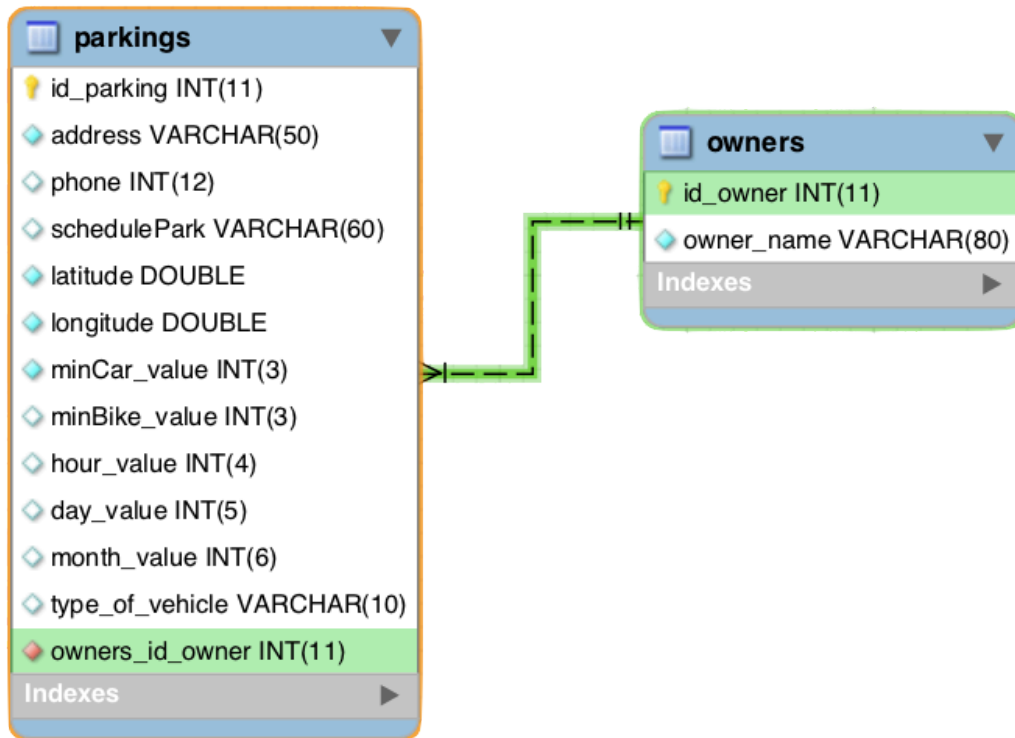 parkings
id_parking INT(11)
address VARCHAR(50)
phone INT(12)
schedulePark VARCHAR(60)
latitude DOUBLE
longitude DOUBLE
minCar_value INT(3)
minBike_value INT(3)
hour_value INT(4)
day_value INT(5)
month_value INT(6)
type_of_vehicle VARCHAR(10)
owners_id_owner INT(11)
Indexes
owners
id_owner INT(11)
owner_name VARCHAR(80)
Indexes